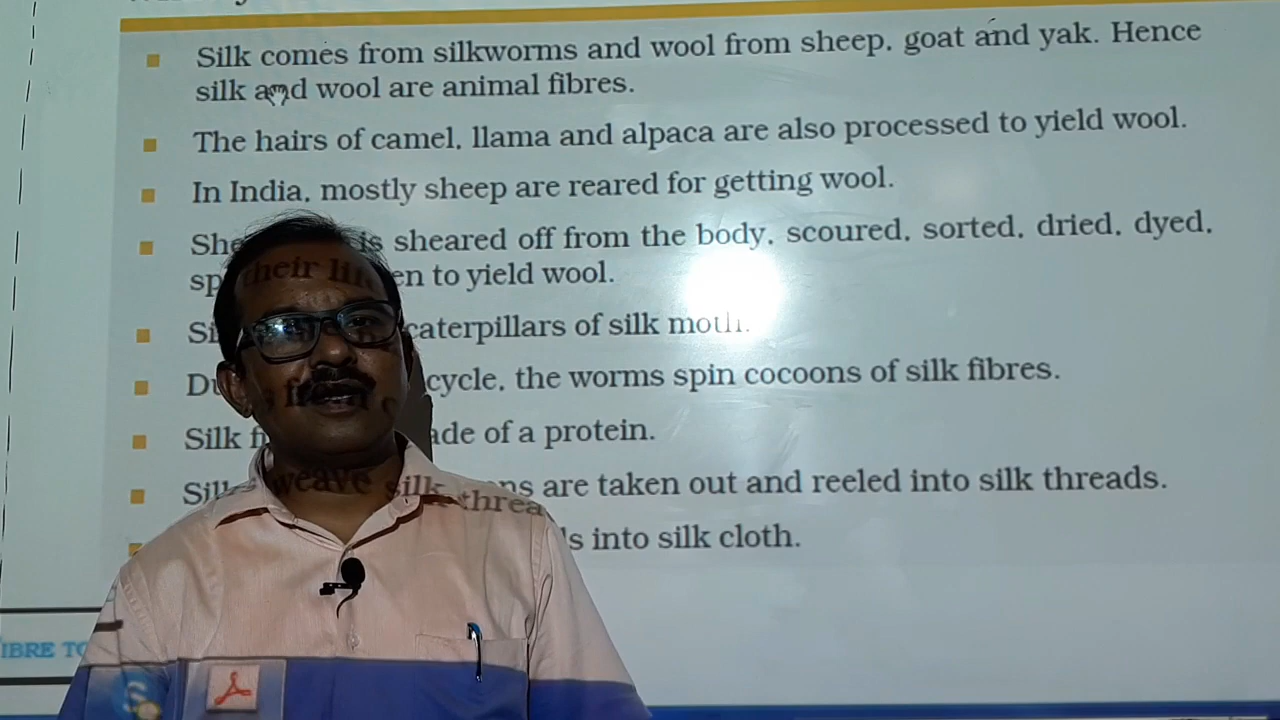 Silk comes from silkworms and wool from sheep, goat and yak. Hence
silk and wool are animal fibres.
The hairs of camel, llama and alpaca are also processed to yield wool.
In India, mostly sheep are reared for getting wool.
is sheared off from the body, scoured, sorted, dried, dyed,
to yield wool.
caterpillars of silk moth.
their
cycle, the worms spin cocoons of silk fibres.
Silk of a protein.
are taken out and reeled into silk threads.
weave silk
into silk cloth.